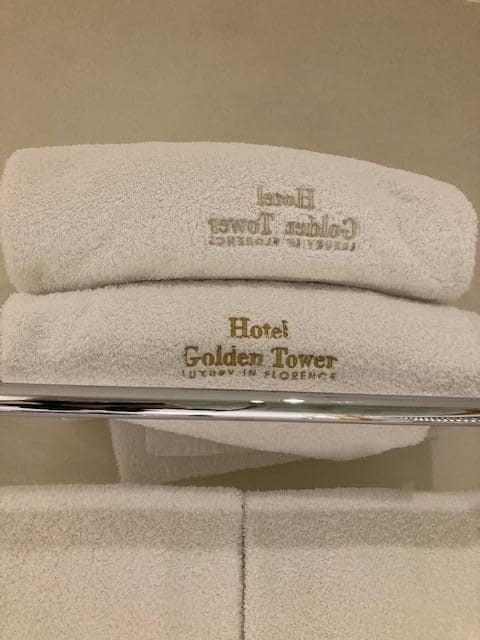 Hotel
Golden Tower
LUXURY IN FLORENCE
Hotel
Golden Tower
LUXURY IN FLORENCE